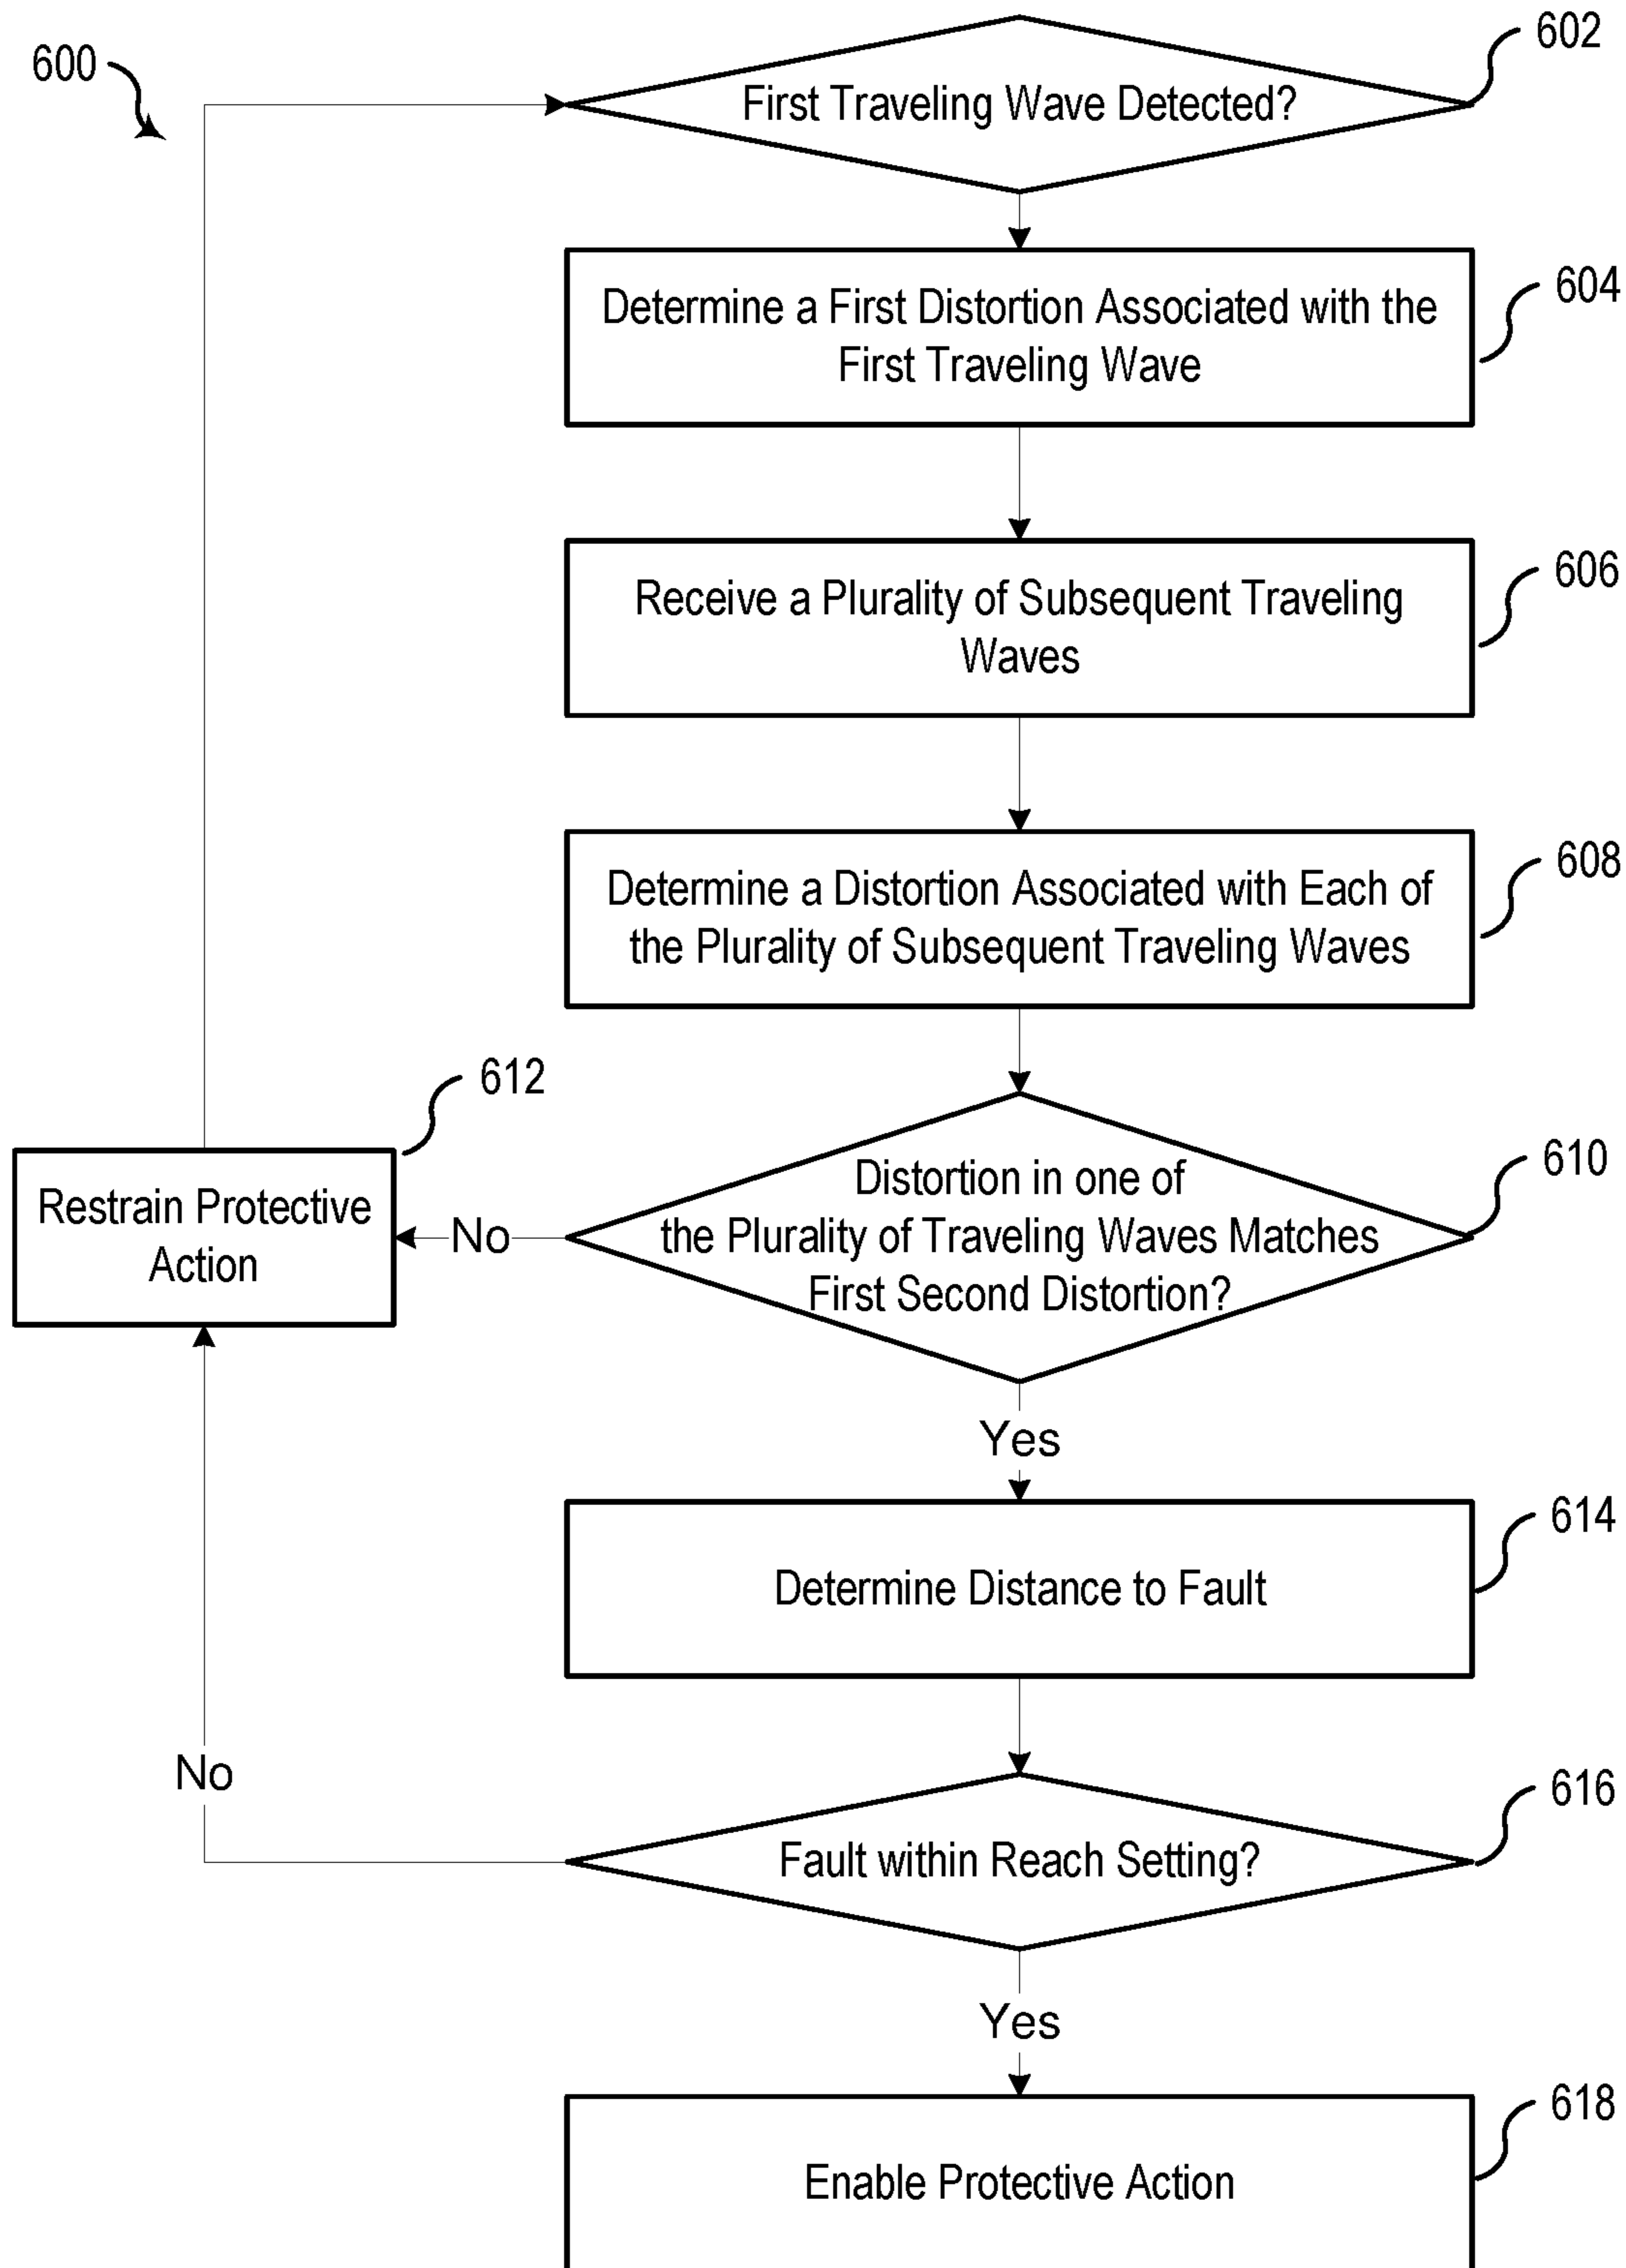 600
602
First Traveling Wave Detected?
604
Determine a First Distortion Associated with the
First Traveling Wave
606
Receive a Plurality of Subsequent Traveling
Waves
608
Determine a Distortion Associated with Each of
the Plurality of Subsequent Traveling Waves
612
Restrain Protective
Action
No
610
Distortion in one of
the Plurality of Traveling Waves Matches
First Second Distortion?
Yes
614
Determine Distance to Fault
No
616
Fault within Reach Setting?
Yes
618
Enable Protective Action